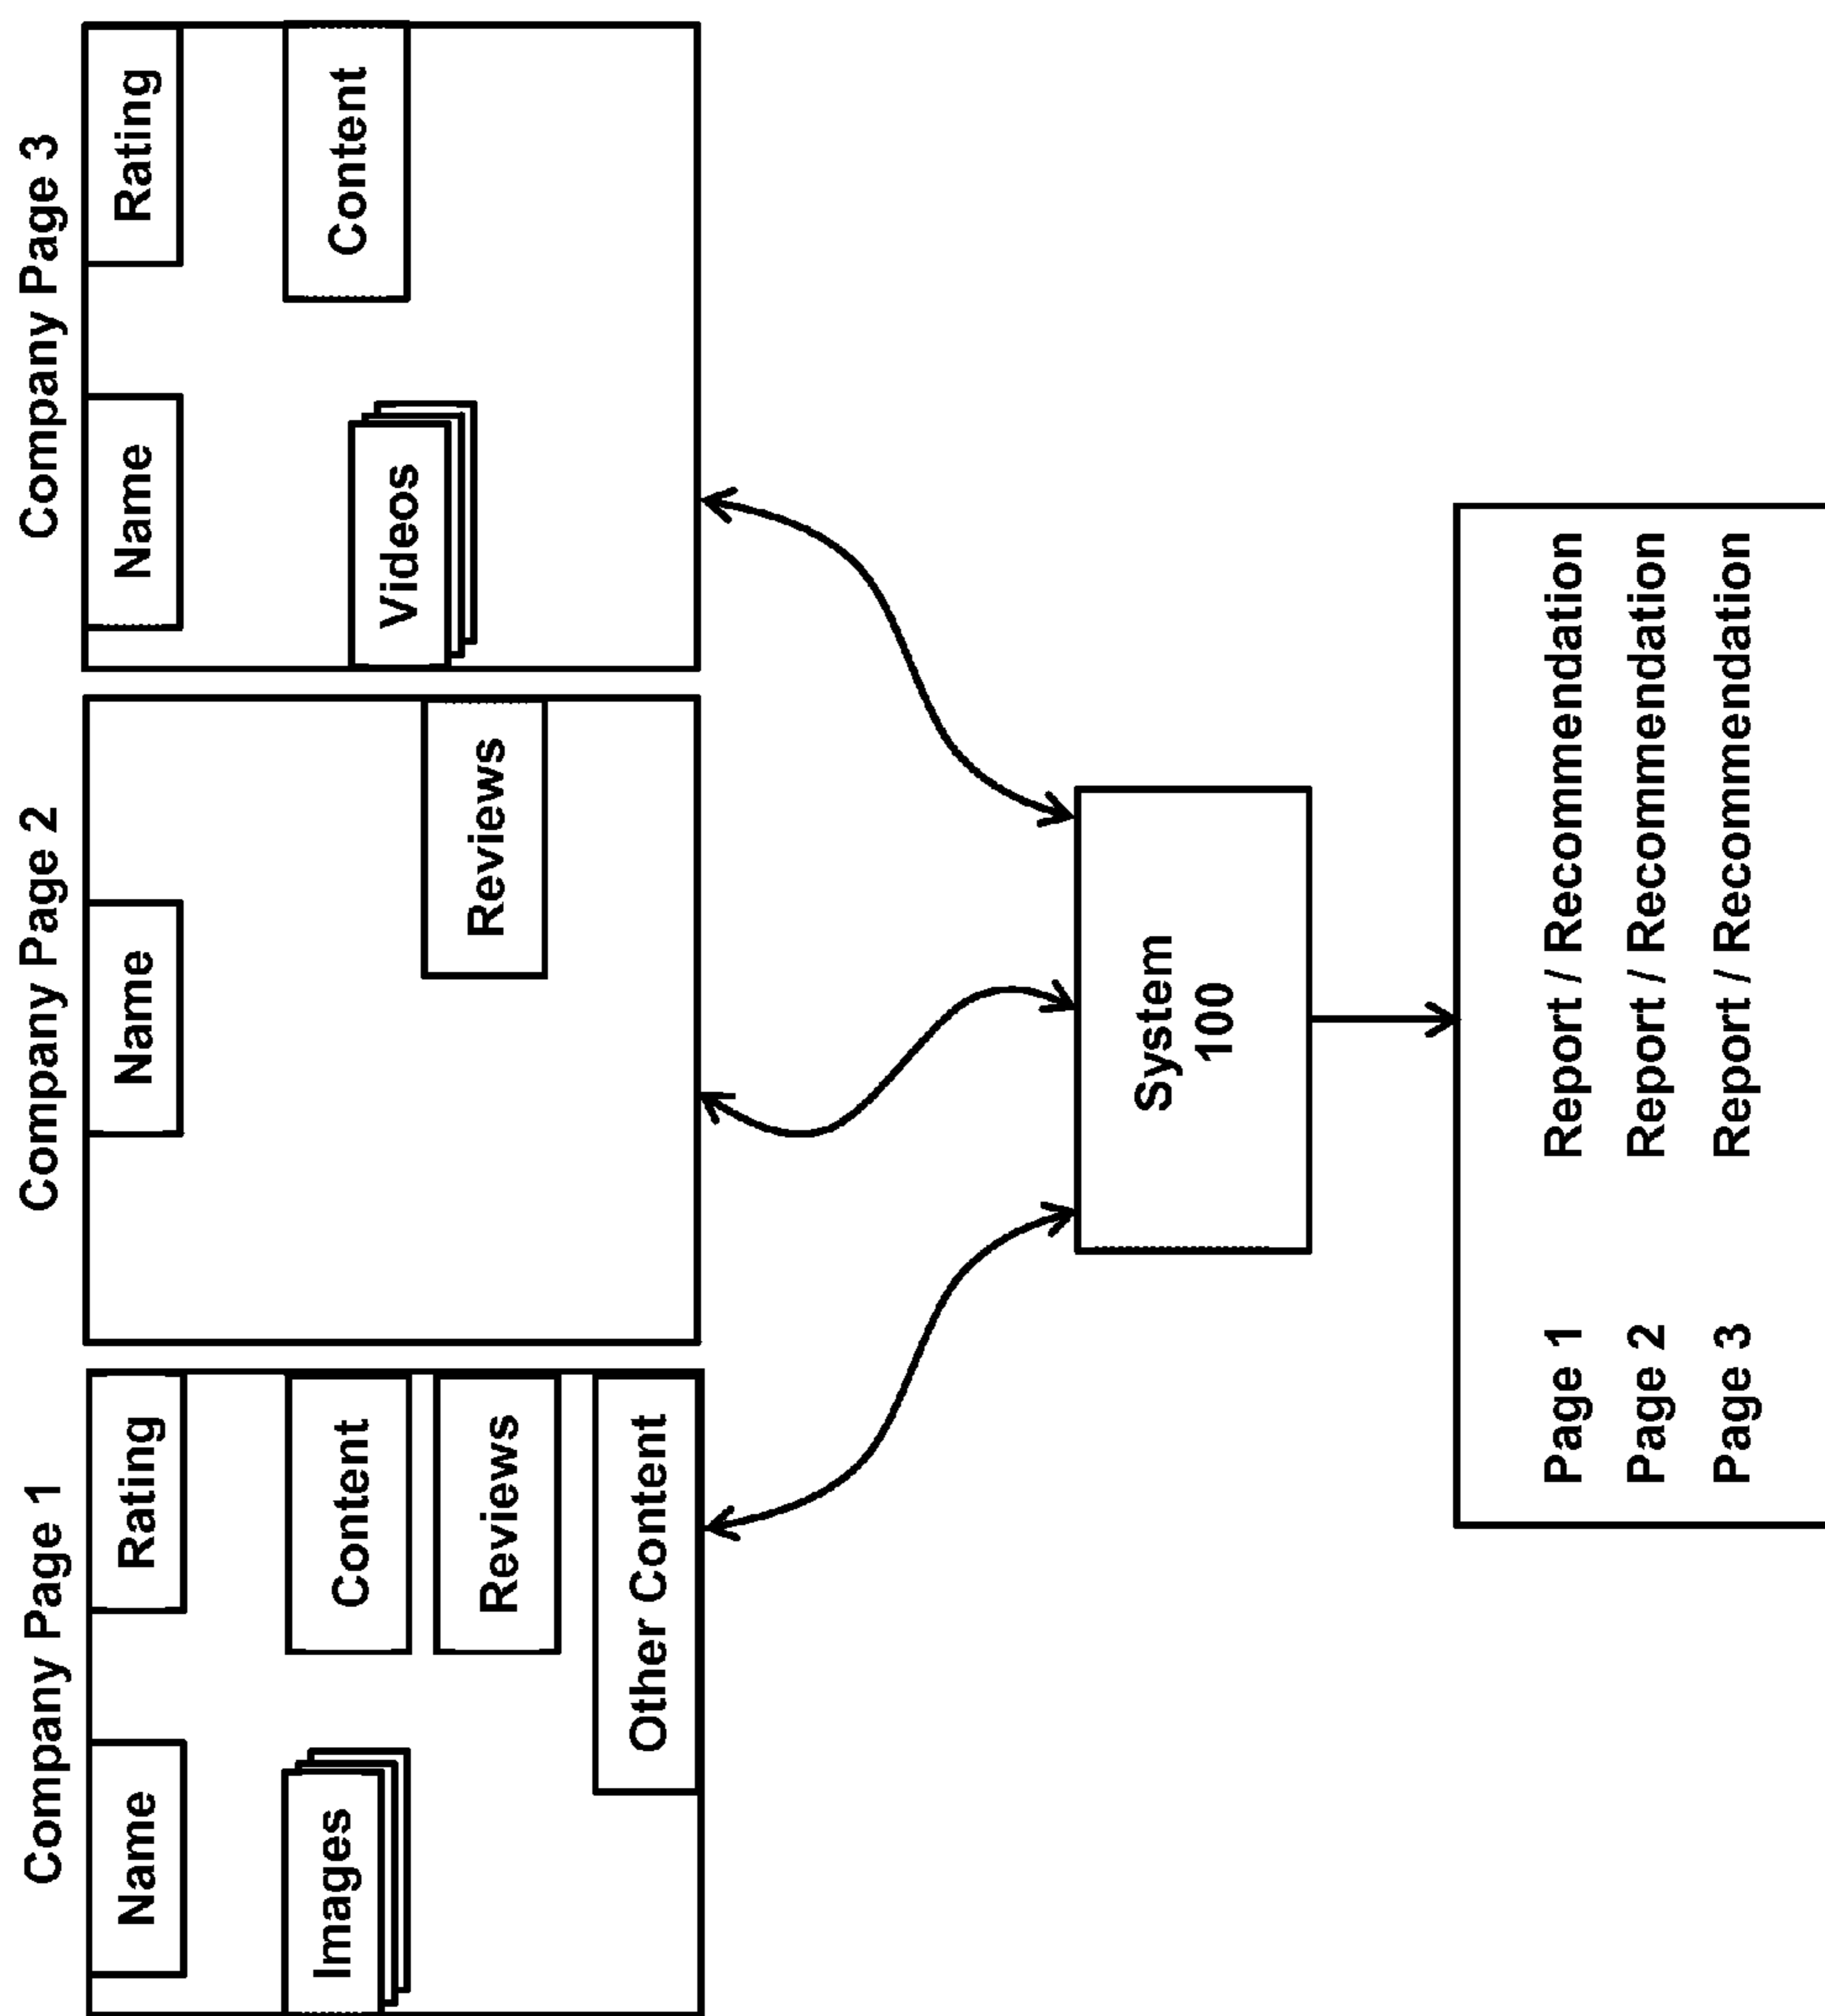 Company Page 1
Name
Rating
Images
Content
Reviews
Other Content
Company Page 2
Name
Reviews
Company Page 3
Name
Rating
Videos
Content
System
100
Page 1 Report / Recommendation
Page 2 Report / Recommendation
Page 3 Report / Recommendation